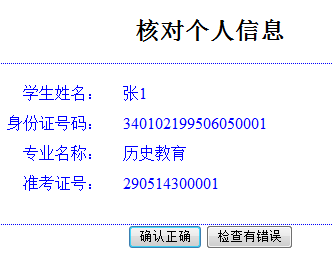 核对个人信息
学生姓名： 张1
身份证号码： 340102199506050001
专业名称： 历史教育
准考证号： 290514300001
确认正确 检查有错误